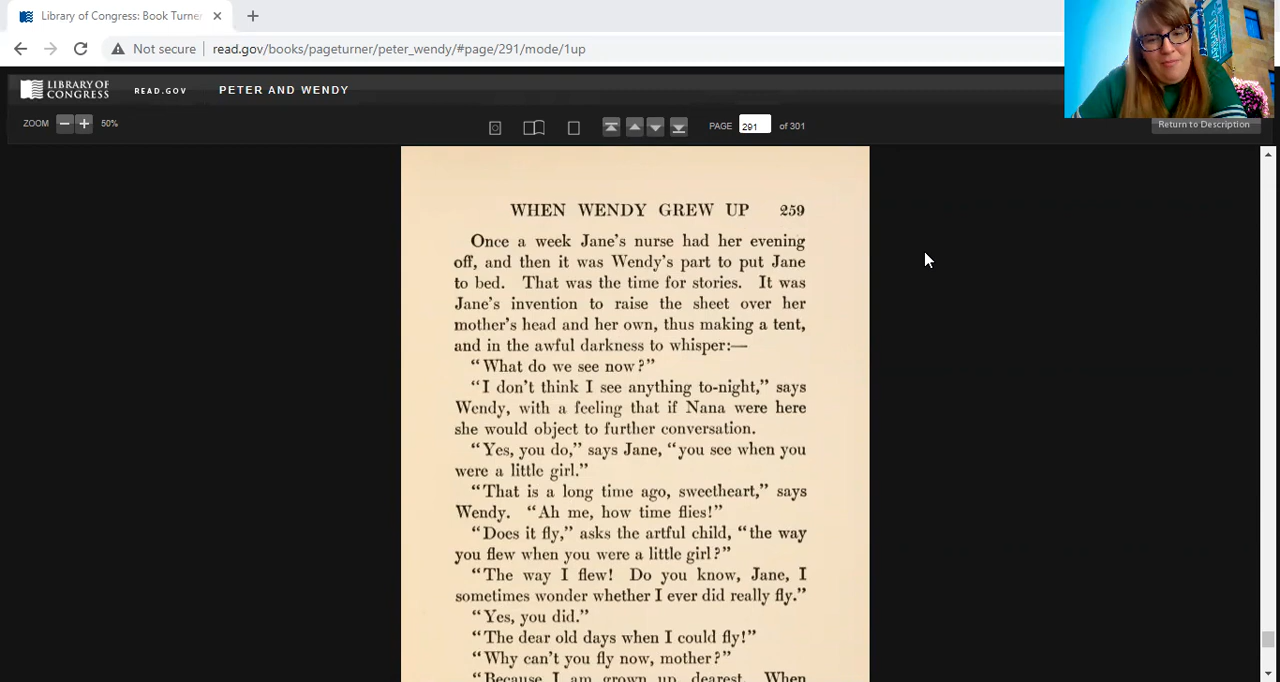 Library of Congress: Book Turner
Not secure
read.gov/books/pageturner/peter_wendy/#page/291/mode/1up
LIBRARY OF
CONGRESS
READ.GOV
PETER AND WENDY
ZOOM
50%
PAGE
291
of 301
Return to Description
WHEN WENDY GREW UP 259
Once a week Jane's nurse had her evening
off, and then it was Wendy's part to put Jane
to bed. That was the time for stories. It was
Jane's invention to raise the sheet over her
mother's head and her own, thus making a tent,
and in the awful darkness to whisper:—
"What do we see now?"
"I don't think I see anything to-night," says
Wendy, with a feeling that if Nana were here
she would object to further conversation.
"Yes, you do," says Jane, "you see when you
were a little girl."
"That is a long time ago, sweetheart," says
Wendy. "Ah me, how time flies!"
"Does it fly," asks the artful child, "the way
you flew when you were a little girl?"
"The way I flew! Do you know, Jane, I
sometimes wonder whether I ever did really fly."
"Yes, you did."
"The dear old days when I could fly!"
"Why can't you fly now, mother?"
"Because I am grown up, dearest. When